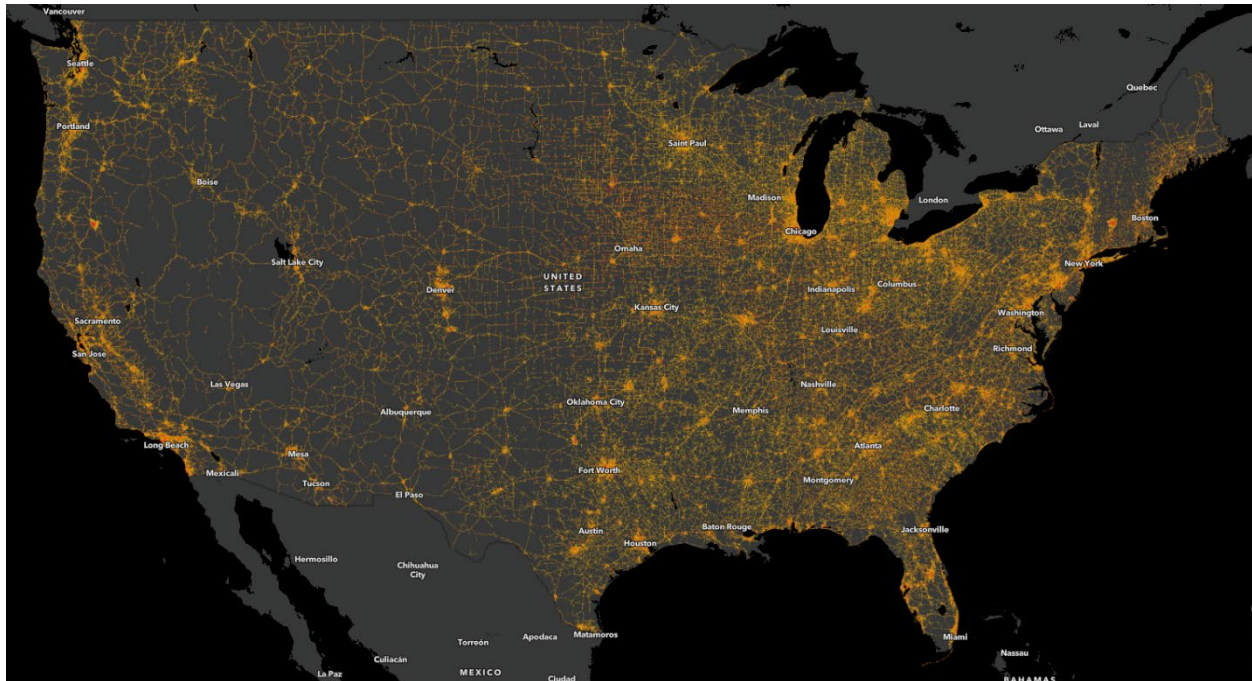 Vancouver
Seattle
Quebec
Portland
Ottawa
Laval
Saint Paul
Boise
Madison
London
Boston
Chicago
Omaha
Salt Lake City
New York
UNITED
STATES
Denver
Indianapolis
Columbus
Kansas City
Washington
Sacramento
Louisville
San Jose
Richmond
Las Vegas
Nashville
Oklahoma City
Albuquerque
Memphis
Charlotte
Long Beach
Atlanta
Mesa
Mexicali
Fort Worth
Tucson
Montgomery
El Paso
Austin
Baton Rouge
Jacksonville
Houston
Hermosillo
Chihuahua
City
Matamoros
Apodaca
Torreón
Miami
Nassau
Culiacán
La Paz
MEXICO
Ciudad
BAHAMAS